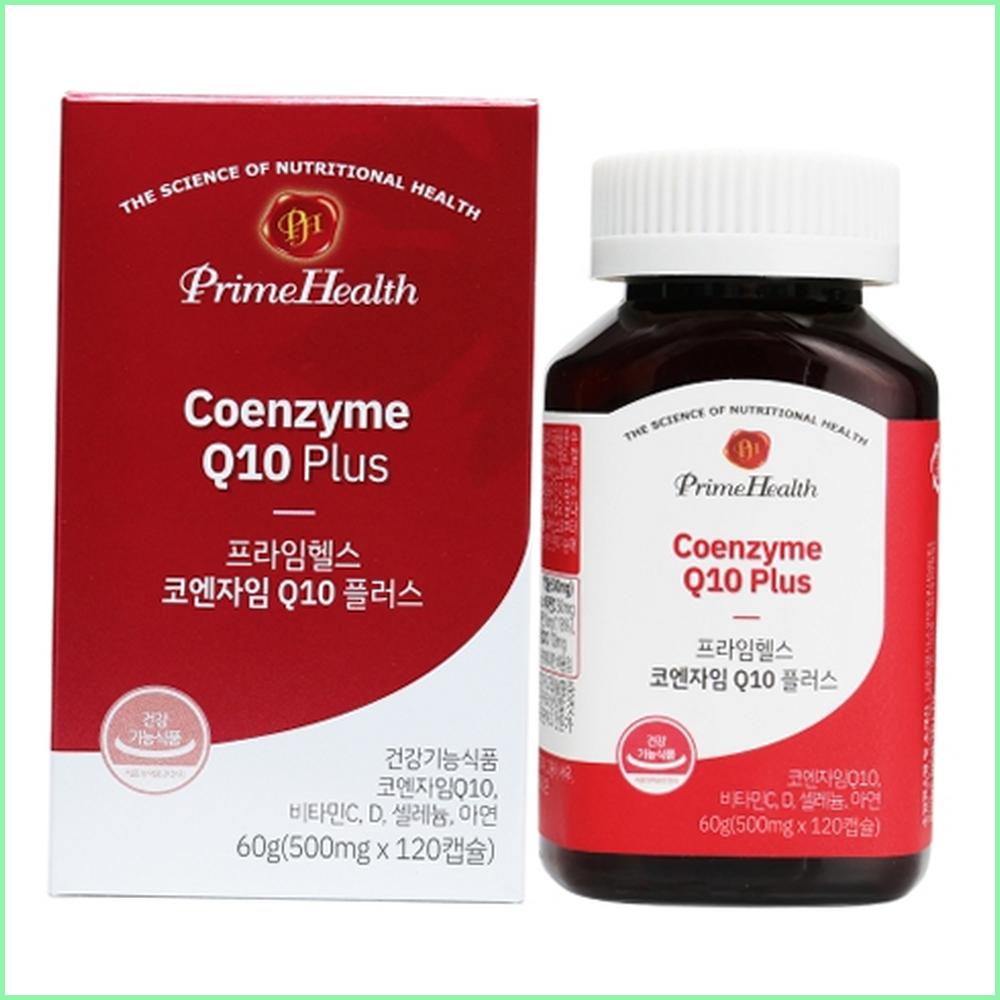 THE SCIENCE OF NUTRITIONAL HEALTH
PH
PrimeHealth
Coenzyme
Q10 Plus
프라임헬스
코엔자임 Q10 플러스
건강
기능식품
건강기능식품
코엔자임Q10,
비타민C, D, 셀레늄, 아연
60g(500mg x 120캡슐)
THE SCIENCE OF NUTRITIONAL HEALTH
PH
PrimeHealth
Coenzyme
Q10 Plus
프라임헬스
코엔자임 Q10 플러스
건강
기능식품
코엔자임Q10,
비타민C, D, 셀레늄, 아연
60g(500mg x 120캡슐)